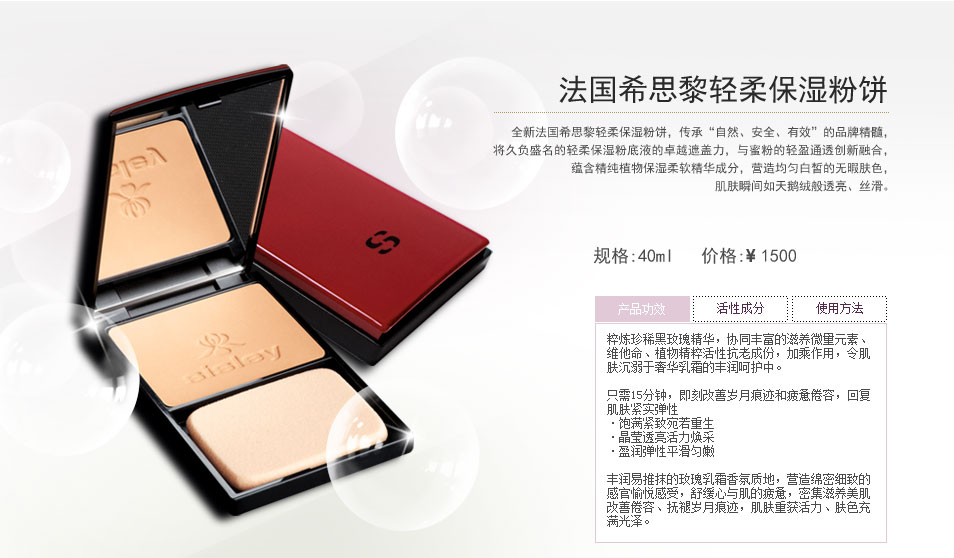 法国希思黎轻柔保湿粉饼
全新法国希思黎轻柔保湿粉饼，传承“自然、安全、有效”的品牌精髓，
将久负盛名的轻柔保湿粉底液的卓越遮盖力，与蜜粉的轻盈通透创新融合，
蕴含精纯植物保湿柔软精华成分，营造均匀白皙的无暇肤色，
肌肤瞬间如天鹅绒般透亮、丝滑。
规格:40ml 价格:¥ 1500
产品功效 活性成分 使用方法
粹炼珍稀黑玫瑰精华，协同丰富的滋养微量元素、
维他命、植物精粹活性抗老成份，加乘作用，令肌
肤沉溺于奢华乳霜的丰润呵护中。
只需15分钟，即刻改善岁月痕迹和疲惫倦容，回复
肌肤紧实弹性
·饱满紧致宛若重生
·晶莹透亮活力焕采
·盈润弹性平滑匀嫩
丰润易推抹的玫瑰乳霜香氛质地，营造绵密细致的
感官愉悦感受，舒缓心与肌的疲惫，密集滋养美肌
改善倦容、抚褪岁月痕迹，肌肤重获活力、肤色充
满光泽。
sisley
S